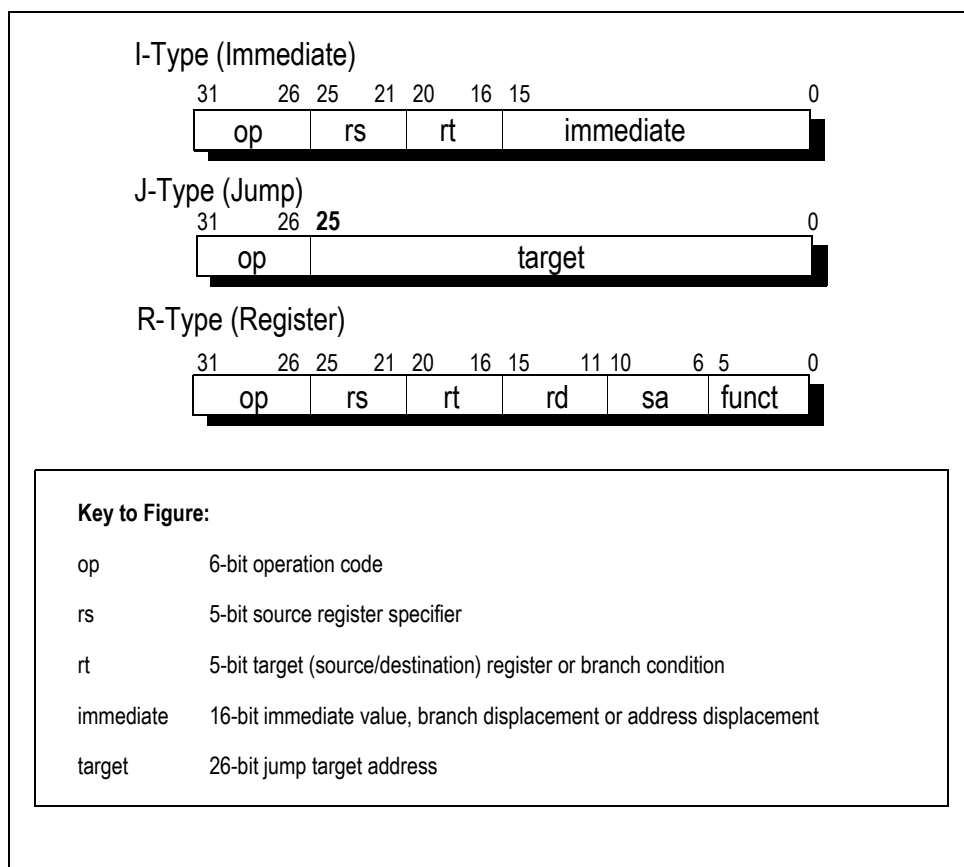 I-Type (Immediate)
31 26 25 21 20 16 15 0
op rs rt immediate
J-Type (Jump)
31 26 25 0
op target
R-Type (Register)
31 26 25 21 20 16 15 11 10 6 5 0
op rs rt rd sa funct
Key to Figure:
op 6-bit operation code
rs 5-bit source register specifier
rt 5-bit target (source/destination) register or branch condition
immediate 16-bit immediate value, branch displacement or address displacement
target 26-bit jump target address